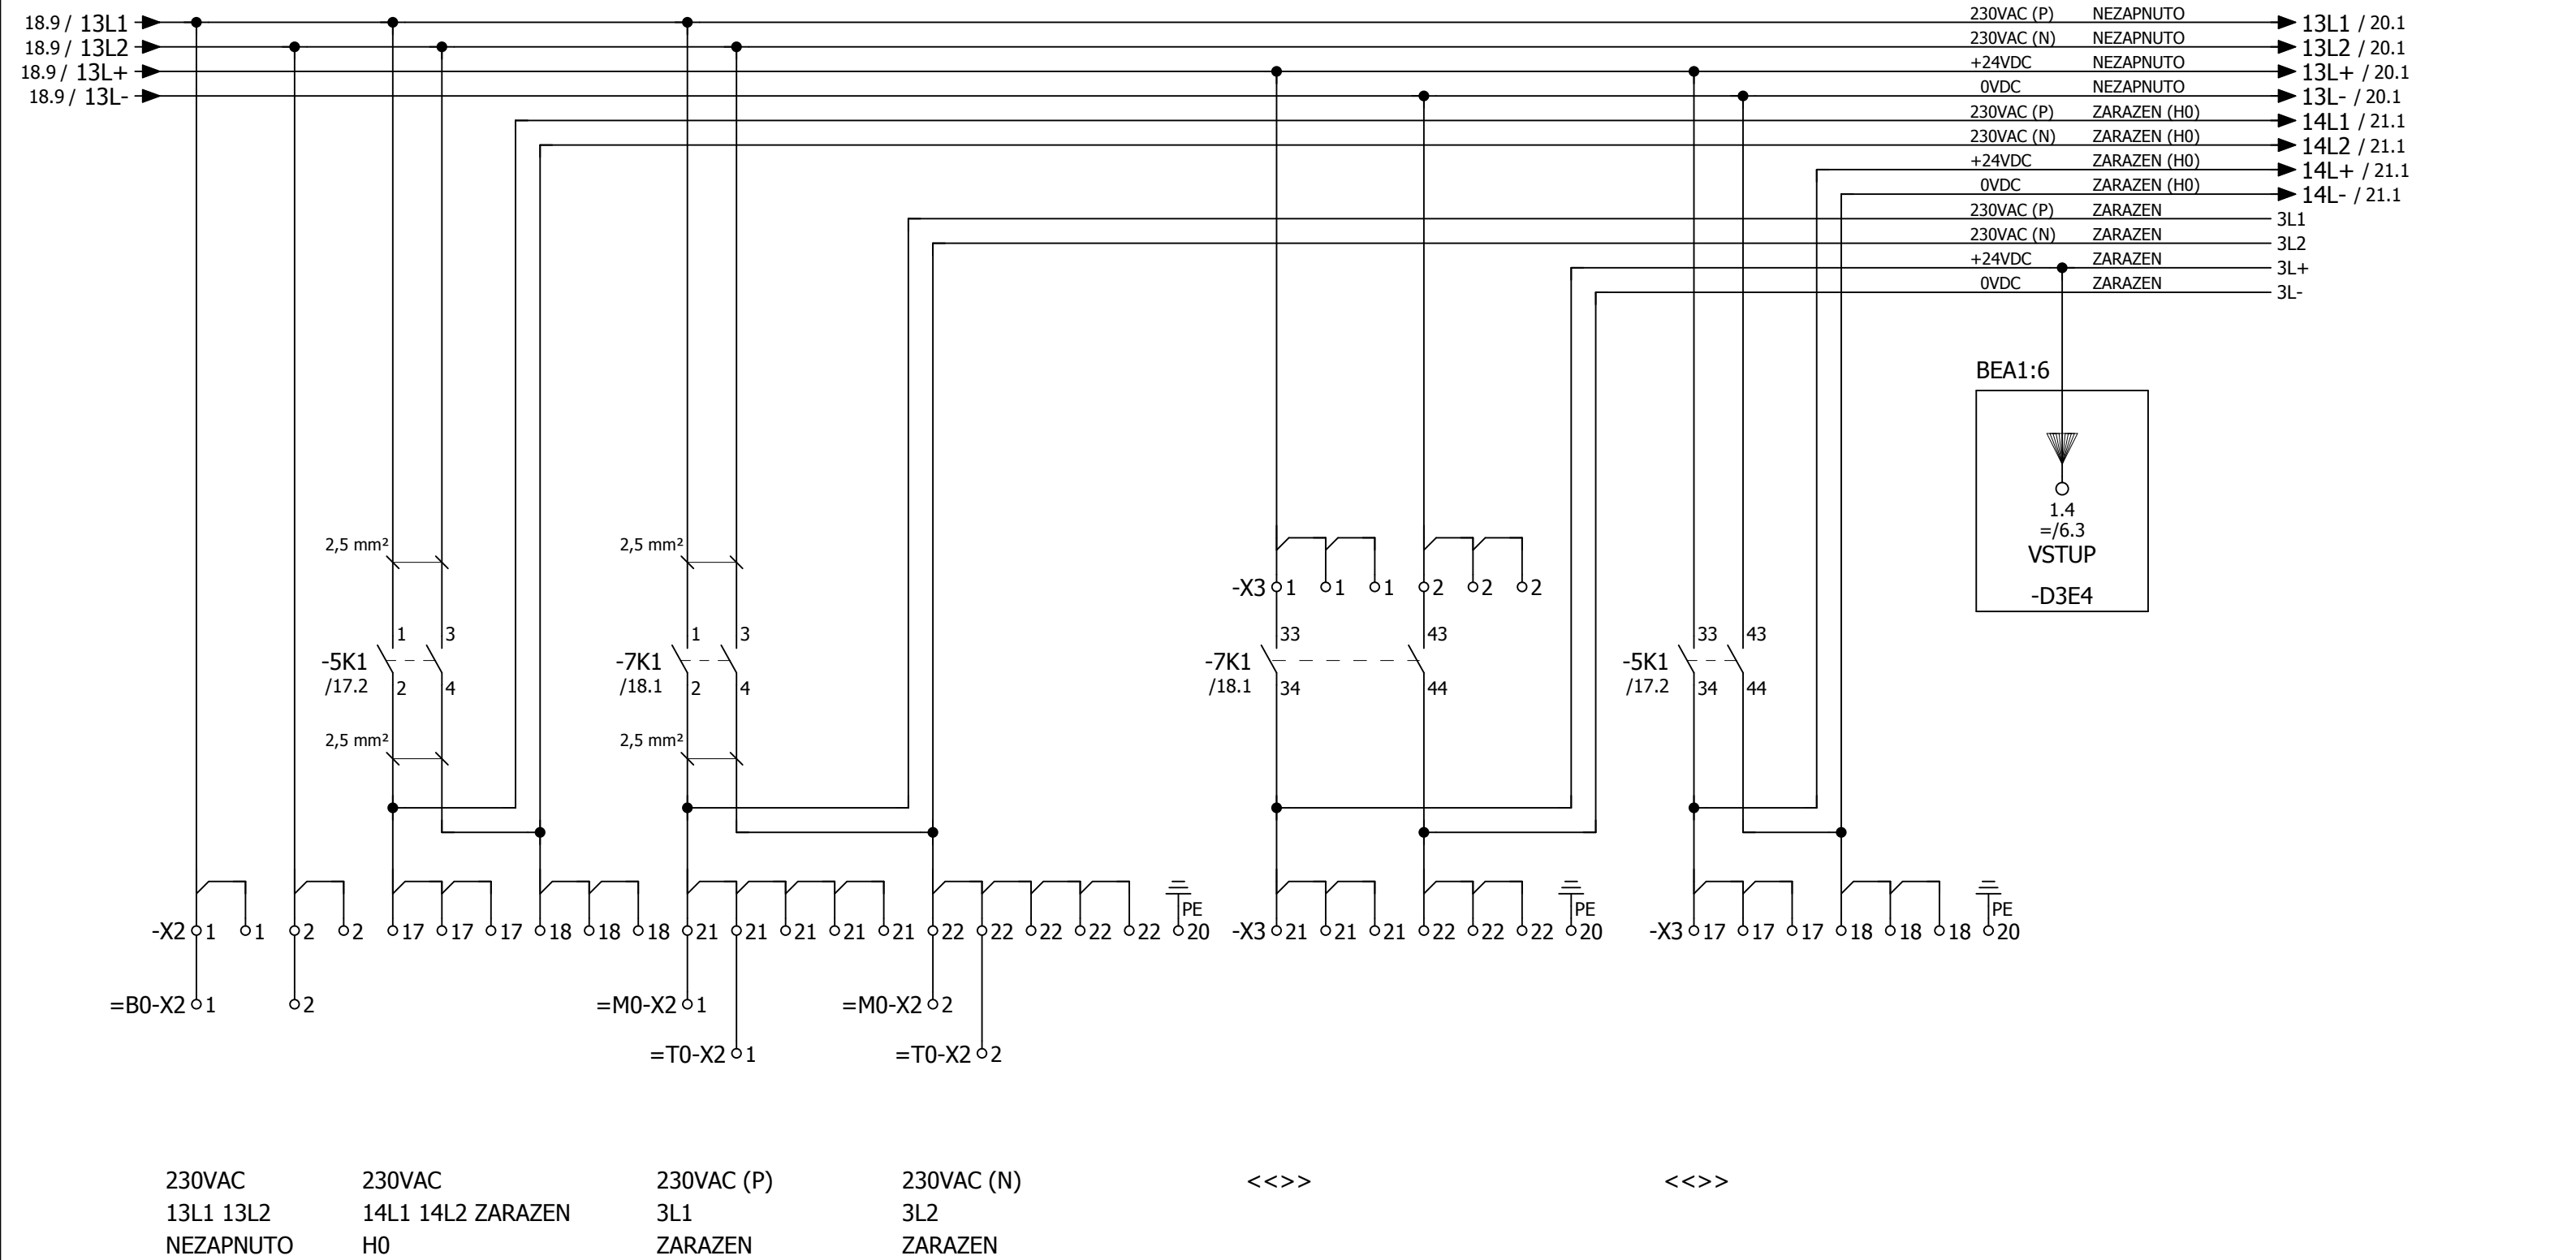 18.9 / 13L1
18.9 / 13L2
18.9 / 13L+
18.9 / 13L-
230VAC (P) NEZAPNUTO 13L1 / 20.1
230VAC (N) NEZAPNUTO 13L2 / 20.1
+24VDC NEZAPNUTO 13L+ / 20.1
0VDC NEZAPNUTO 13L- / 20.1
230VAC (P) ZARAZEN (H0) 14L1 / 21.1
230VAC (N) ZARAZEN (H0) 14L2 / 21.1
+24VDC ZARAZEN (H0) 14L+ / 21.1
0VDC ZARAZEN (H0) 14L- / 21.1
230VAC (P) ZARAZEN 3L1
230VAC (N) ZARAZEN 3L2
+24VDC ZARAZEN 3L+
0VDC ZARAZEN 3L-
BEA1:6
1.4
=/6.3
VSTUP
-D3E4
2,5 mm² 2,5 mm²
-X3 1 1 1 2 2 2
1 3 1 3 33 43 33 43
-5K1 -7K1 -7K1 -5K1
/17.2 2 4 /18.1 2 4 /18.1 34 44 /17.2 34 44
2,5 mm² 2,5 mm²
PE PE PE
-X2 1 1 2 2 17 17 17 18 18 18 21 21 21 21 21 22 22 22 22 22 20 -X3 21 21 21 22 22 22 20 -X3 17 17 17 18 18 18 20
=B0-X2 1 2 =M0-X2 1 =M0-X2 2
=T0-X2 1 =T0-X2 2
230VAC 230VAC 230VAC (P) 230VAC (N) <<>> <<>>
13L1 13L2 14L1 14L2 ZARAZEN 3L1 3L2
NEZAPNUTO H0 ZARAZEN ZARAZEN